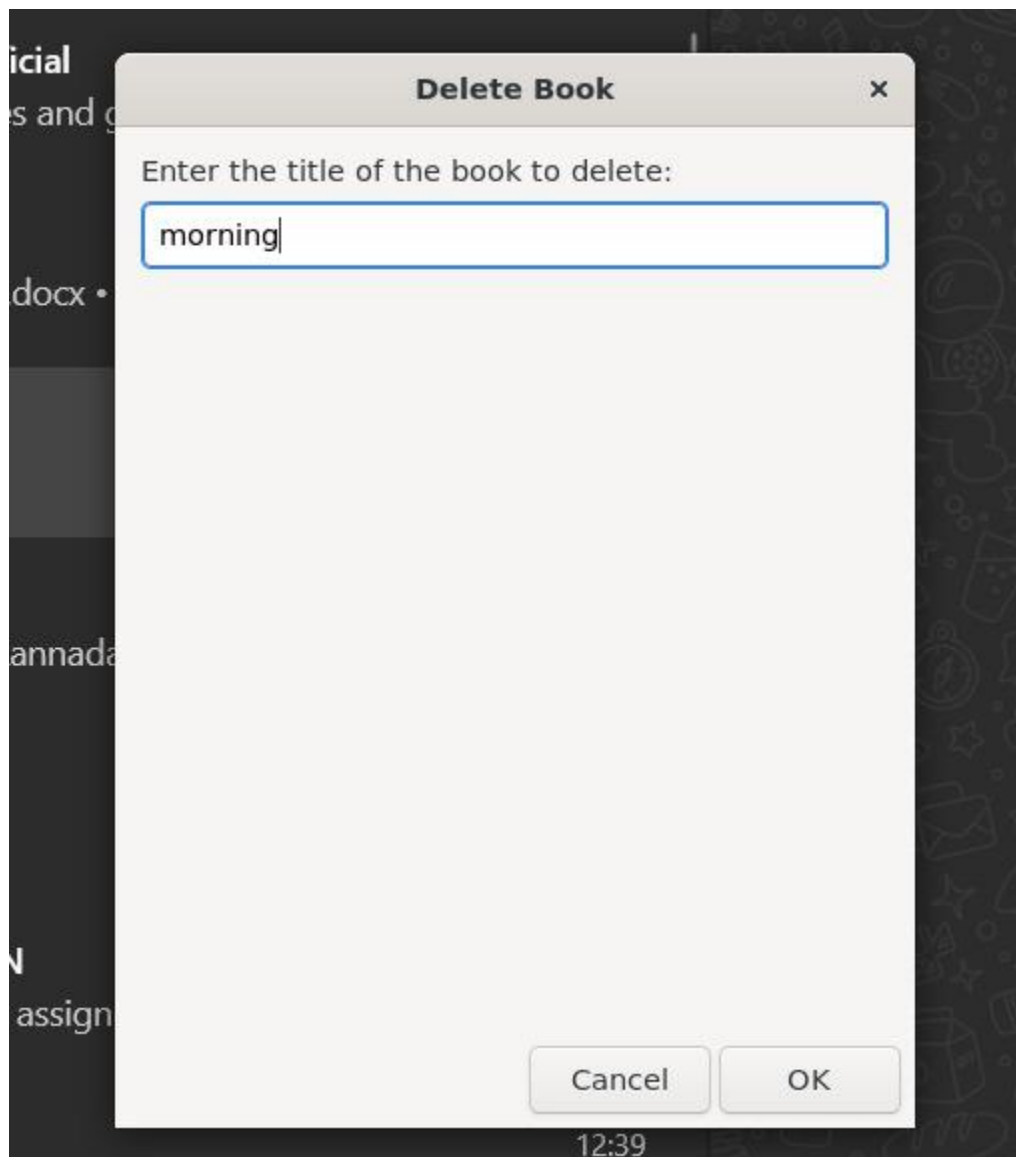 icial
Delete Book
×
es and g
Enter the title of the book to delete:
morning
.docx •
annada
N
assign
Cancel
OK
12:39